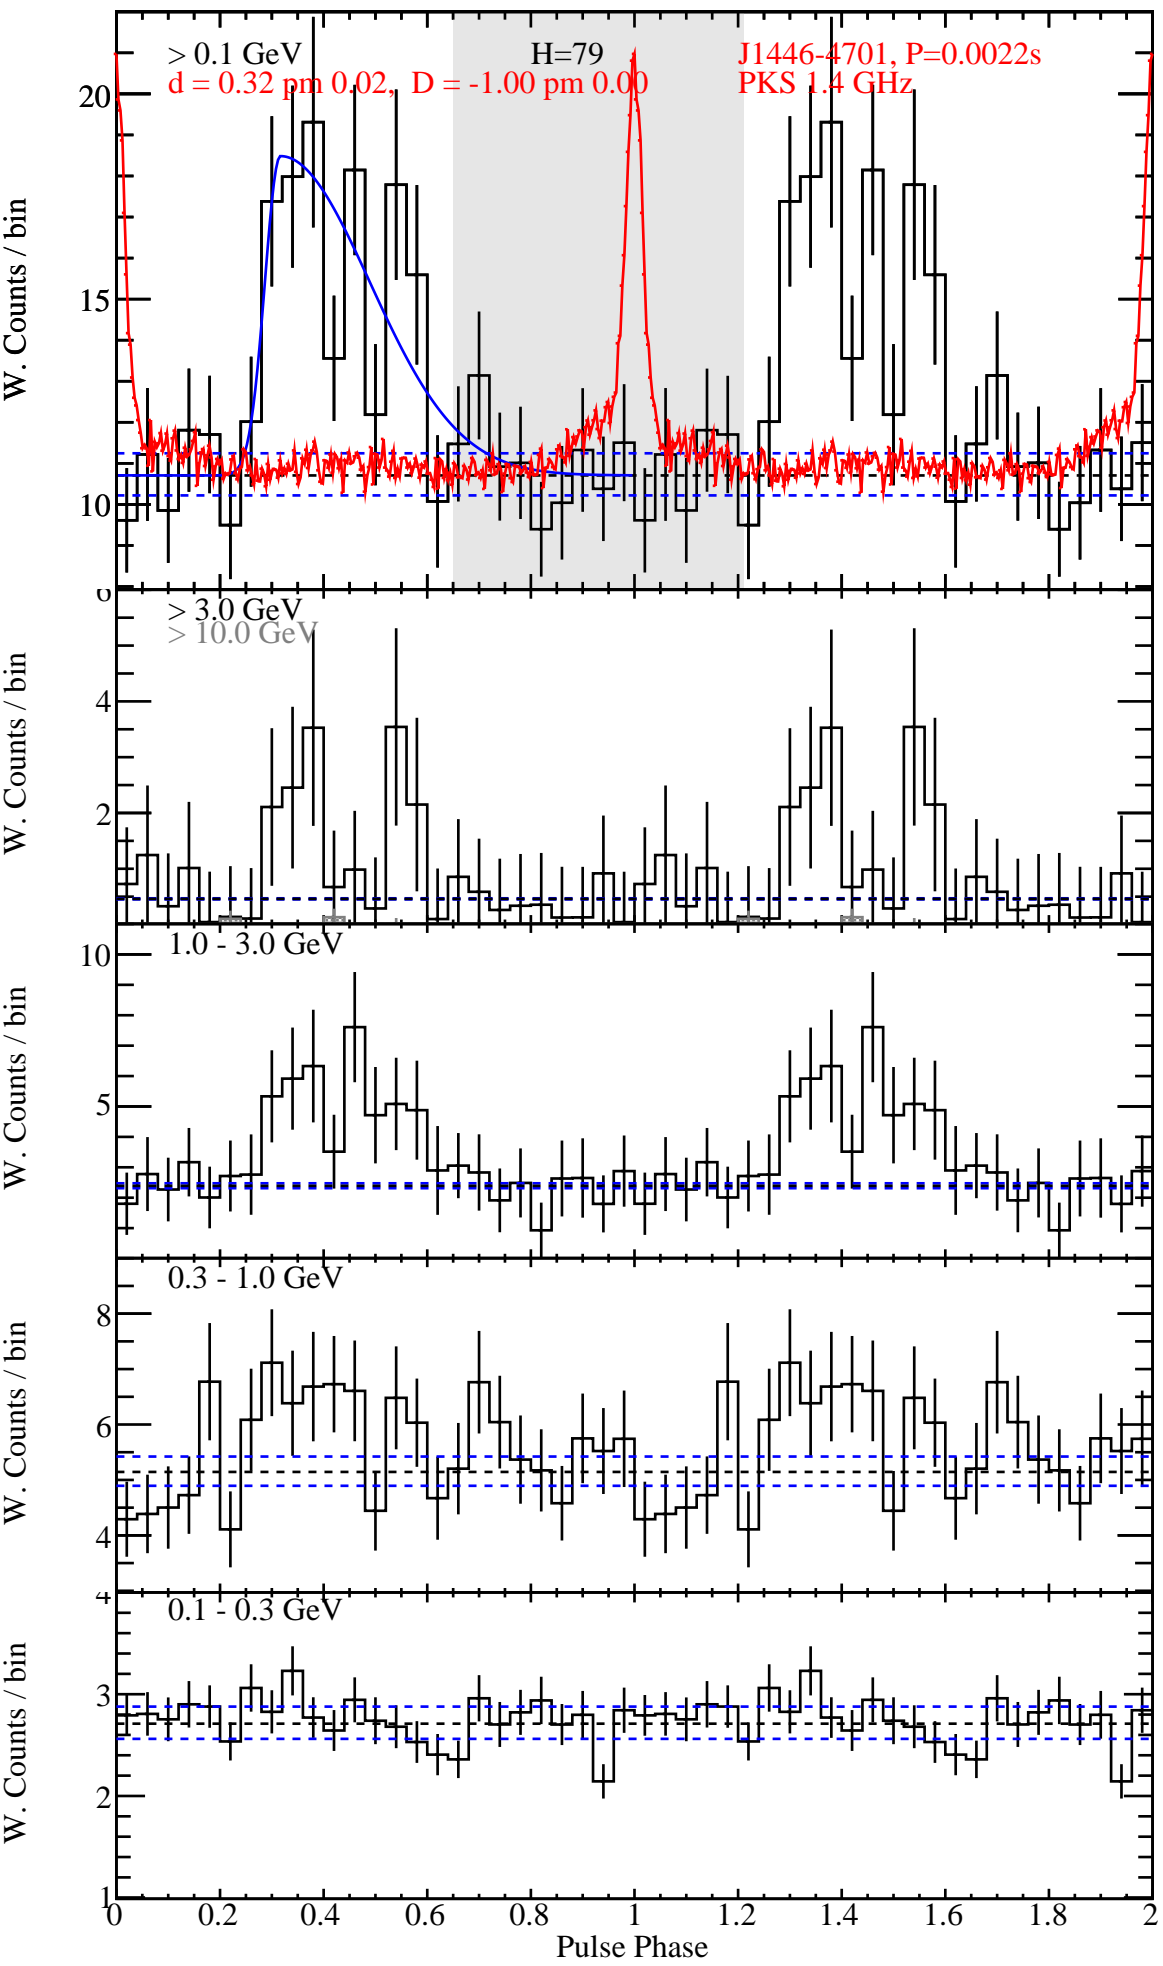 > 0.1 GeV H=79 J1446-4701, P=0.0022s
d = 0.32 pm 0.02, D = -1.00 pm 0.00 PKS 1.4 GHz
20
15
10
W. Counts / bin
6
> 3.0 GeV
> 10.0 GeV
4
2
W. Counts / bin
1.0 - 3.0 GeV
10
5
W. Counts / bin
0.3 - 1.0 GeV
8
6
4
W. Counts / bin
4
0.1 - 0.3 GeV
3
2
1
W. Counts / bin
0 0.2 0.4 0.6 0.8 1 1.2 1.4 1.6 1.8 2
Pulse Phase